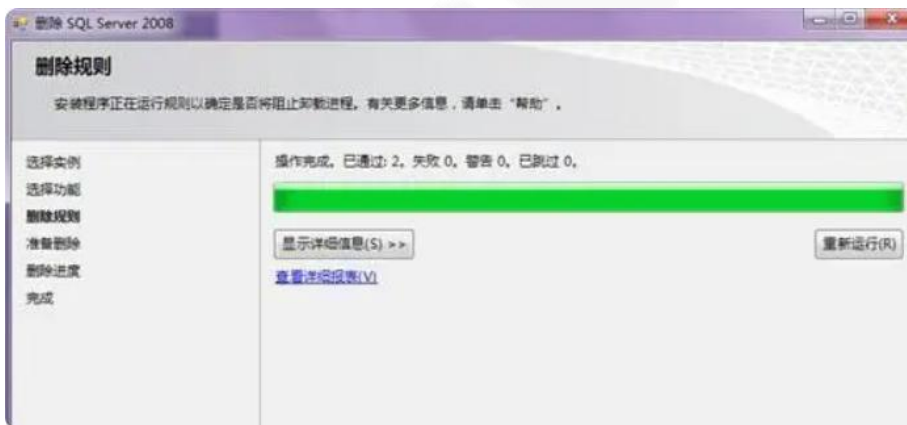 删除 SQL Server 2008
删除规则
安装程序正在运行规则以确定是否将阻止卸载进程。有关更多信息，请单击“帮助”。
选择实例
选择功能
删除规则
准备删除
删除进度
完成
操作完成。已通过: 2。失败 0。警告 0。已跳过 0。
显示详细信息(S) >>
重新运行(R)
查看详细报表(V)